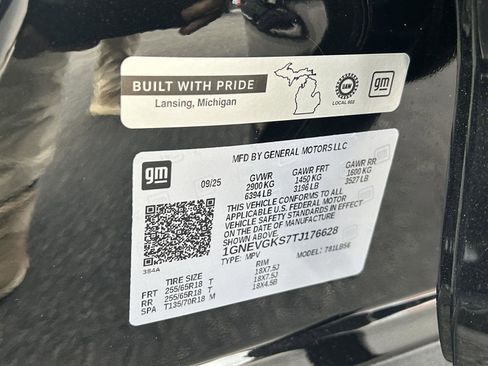 BUILT WITH PRIDE
Lansing, Michigan
UAW
LOCAL 602
gm
gm
MFD BY GENERAL MOTORS LLC
09/25
GVWR GAWR FRT GAWR RR
2900 KG 1450 KG 1600 KG
6394 LB 3196 LB 3527 LB
THIS VEHICLE CONFORMS TO ALL
APPLICABLE U.S. FEDERAL MOTOR
VEHICLE SAFETY STANDARDS IN EFFECT
ON THE DATE OF MANUFACTURE SHOWN ABOVE
1GNEVGKS7TJ176628
TYPE: MPV MODEL: 781LB56
384A
TIRE SIZE RIM
FRT 255/65R18 T 18X7.5J
RR 255/65R18 T 18X7.5J
SPA T135/70R18 M 18X4.5B